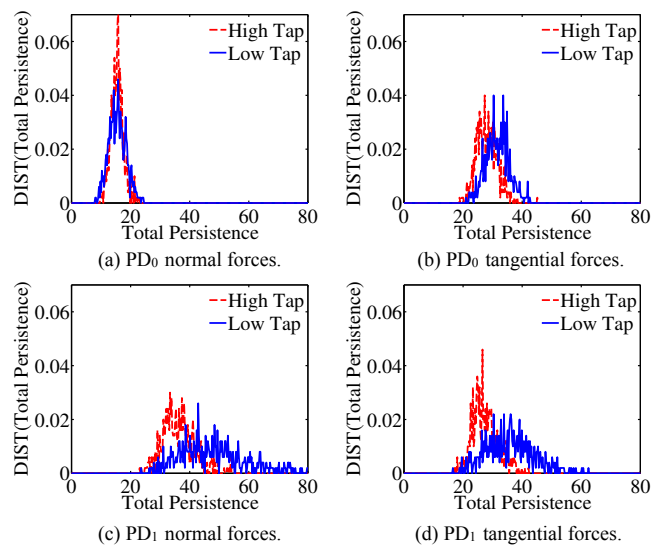 DIST(Total Persistence)
0.06
0.04
0.02
0
High Tap
Low Tap
0 20 40 60 80
Total Persistence
(a) PD₀ normal forces.
DIST(Total Persistence)
0.06
0.04
0.02
0
High Tap
Low Tap
0 20 40 60 80
Total Persistence
(b) PD₀ tangential forces.
DIST(Total Persistence)
0.06
0.04
0.02
0
High Tap
Low Tap
0 20 40 60 80
Total Persistence
(c) PD₁ normal forces.
DIST(Total Persistence)
0.06
0.04
0.02
0
High Tap
Low Tap
0 20 40 60 80
Total Persistence
(d) PD₁ tangential forces.